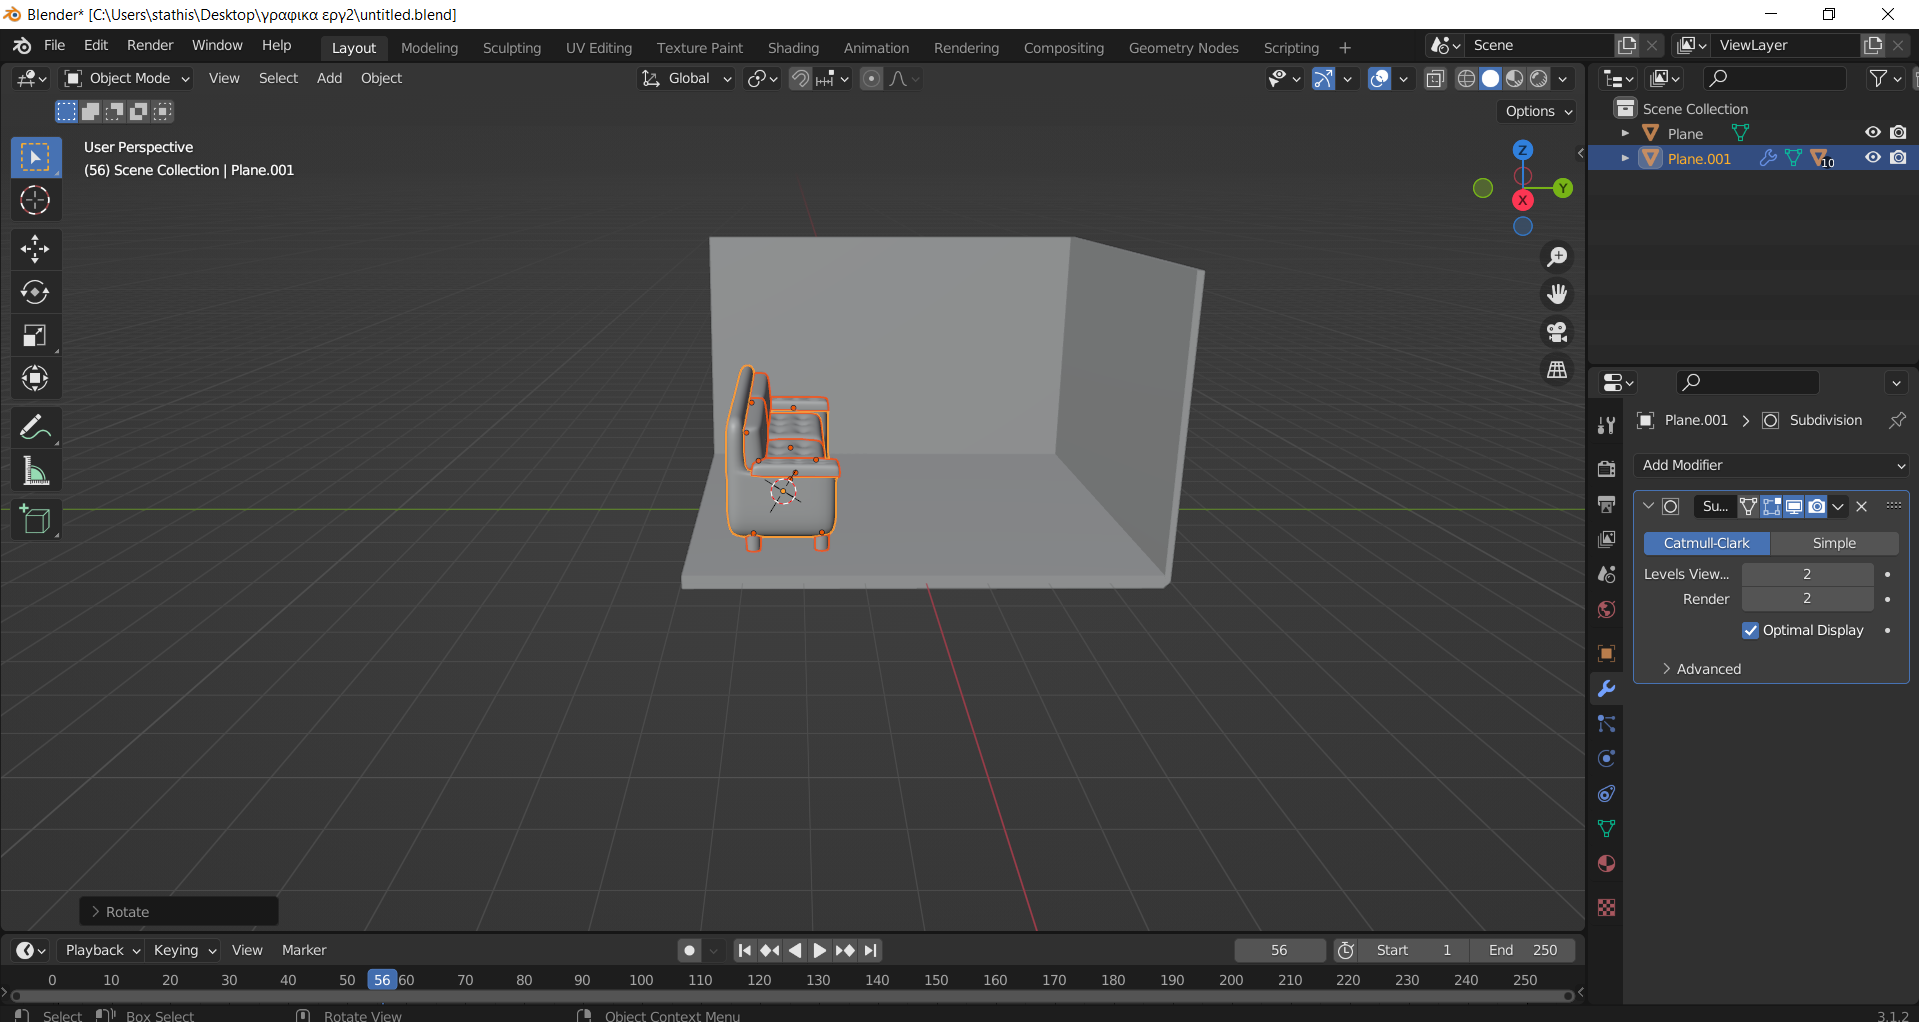 Blender* [C:\Users\stathis\Desktop\γραφικα εργ2\untitled.blend]
File Edit Render Window Help Layout Modeling Sculpting UV Editing Texture Paint Shading Animation Rendering Compositing Geometry Nodes Scripting Scene ViewLayer
Object Mode View Select Add Object Global
Options
User Perspective
(56) Scene Collection | Plane.001
Z
Y
X
Rotate
Scene Collection
Plane
Plane.001 10
Plane.001 > Subdivision
Add Modifier
Su...
Catmull-Clark Simple
Levels View... 2
Render 2
Optimal Display
Advanced
Playback Keying View Marker 56 Start 1 End 250
0 10 20 30 40 50 56 60 70 80 90 100 110 120 130 140 150 160 170 180 190 200 210 220 230 240 250
Select Box Select Rotate View Object Context Menu 3.1.2